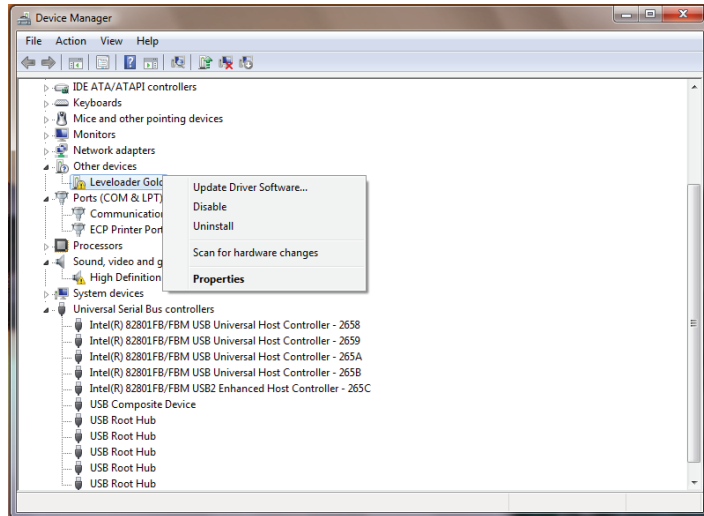 Device Manager
File Action View Help
IDE ATA/ATAPI controllers
Keyboards
Mice and other pointing devices
Monitors
Network adapters
Other devices
Leveloader Gold
Ports (COM & LPT)
Communication
ECP Printer Port
Processors
Sound, video and g
High Definition
System devices
Universal Serial Bus controllers
Intel(R) 82801FB/FBM USB Universal Host Controller - 2658
Intel(R) 82801FB/FBM USB Universal Host Controller - 2659
Intel(R) 82801FB/FBM USB Universal Host Controller - 265A
Intel(R) 82801FB/FBM USB Universal Host Controller - 265B
Intel(R) 82801FB/FBM USB2 Enhanced Host Controller - 265C
USB Composite Device
USB Root Hub
USB Root Hub
USB Root Hub
USB Root Hub
USB Root Hub
Update Driver Software...
Disable
Uninstall
Scan for hardware changes
Properties